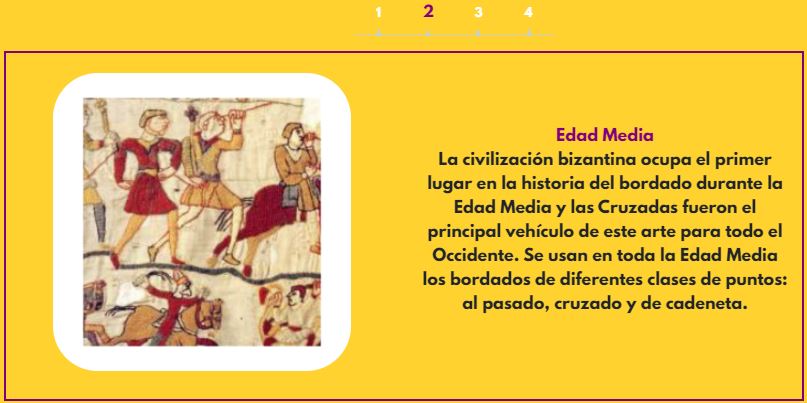 1 2 3 4
Edad Media
La civilización bizantina ocupa el primer
lugar en la historia del bordado durante la
Edad Media y las Cruzadas fueron el
principal vehículo de este arte para todo el
Occidente. Se usan en toda la Edad Media
los bordados de diferentes clases de puntos:
al pasado, cruzado y de cadeneta.